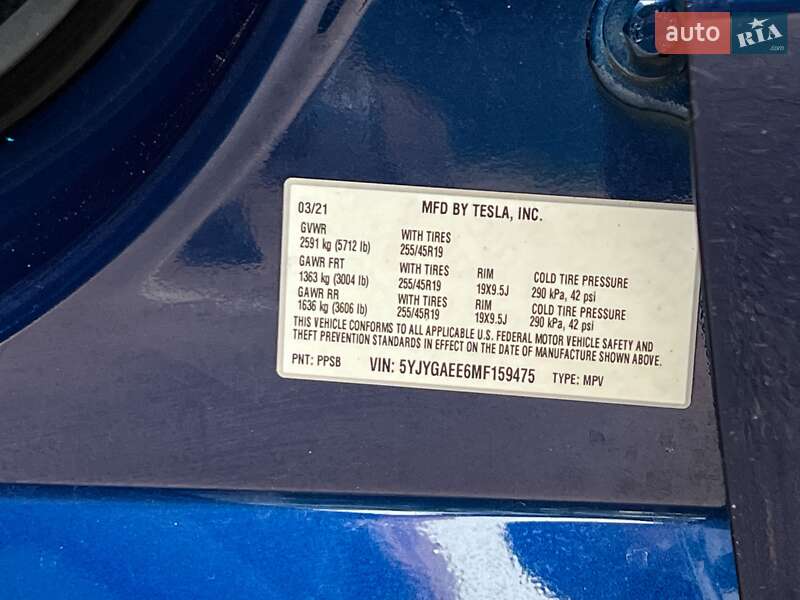 auto RIA .com
03/21 MFD BY TESLA, INC.
GVWR WITH TIRES
2591 kg (5712 lb) 255/45R19
GAWR FRT WITH TIRES RIM COLD TIRE PRESSURE
1363 kg (3004 lb) 255/45R19 19X9.5J 290 kPa, 42 psi
GAWR RR WITH TIRES RIM COLD TIRE PRESSURE
1636 kg (3606 lb) 255/45R19 19X9.5J 290 kPa, 42 psi
THIS VEHICLE CONFORMS TO ALL APPLICABLE U.S. FEDERAL MOTOR VEHICLE SAFETY AND
THEFT PREVENTION STANDARDS IN EFFECT ON THE DATE OF MANUFACTURE SHOWN ABOVE.
PNT: PPSB VIN: 5YJYGAEE6MF159475 TYPE: MPV